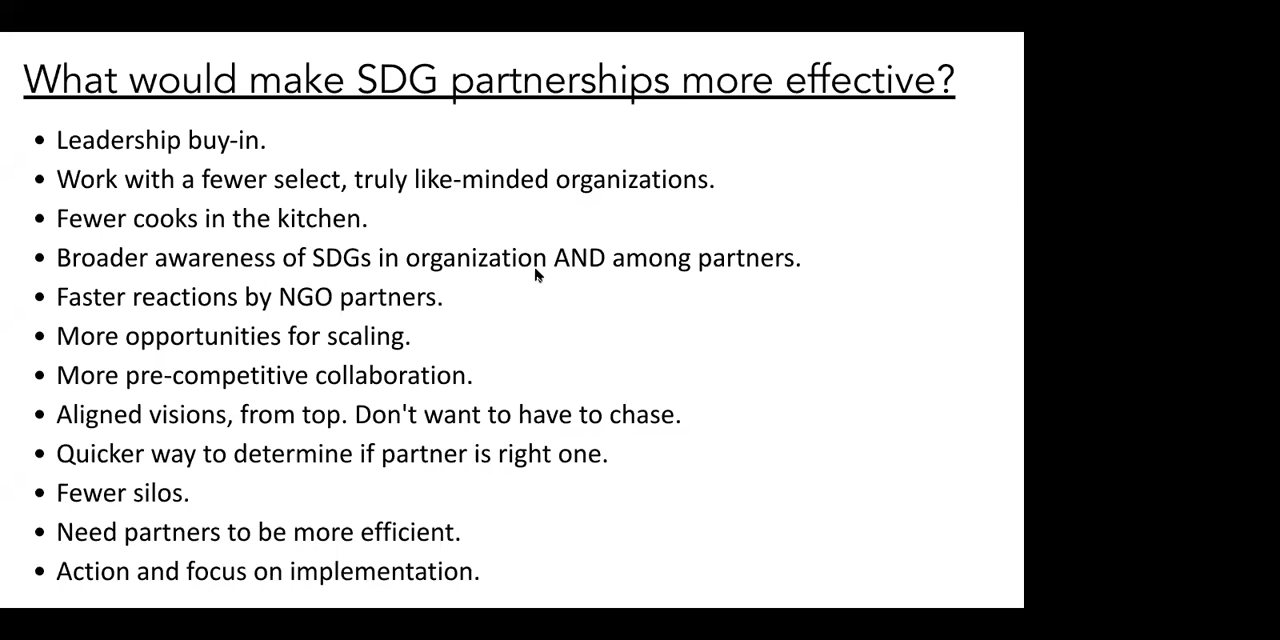 What would make SDG partnerships more effective?
• Leadership buy-in.
• Work with a fewer select, truly like-minded organizations.
• Fewer cooks in the kitchen.
• Broader awareness of SDGs in organization AND among partners.
• Faster reactions by NGO partners.
• More opportunities for scaling.
• More pre-competitive collaboration.
• Aligned visions, from top. Don't want to have to chase.
• Quicker way to determine if partner is right one.
• Fewer silos.
• Need partners to be more efficient.
• Action and focus on implementation.